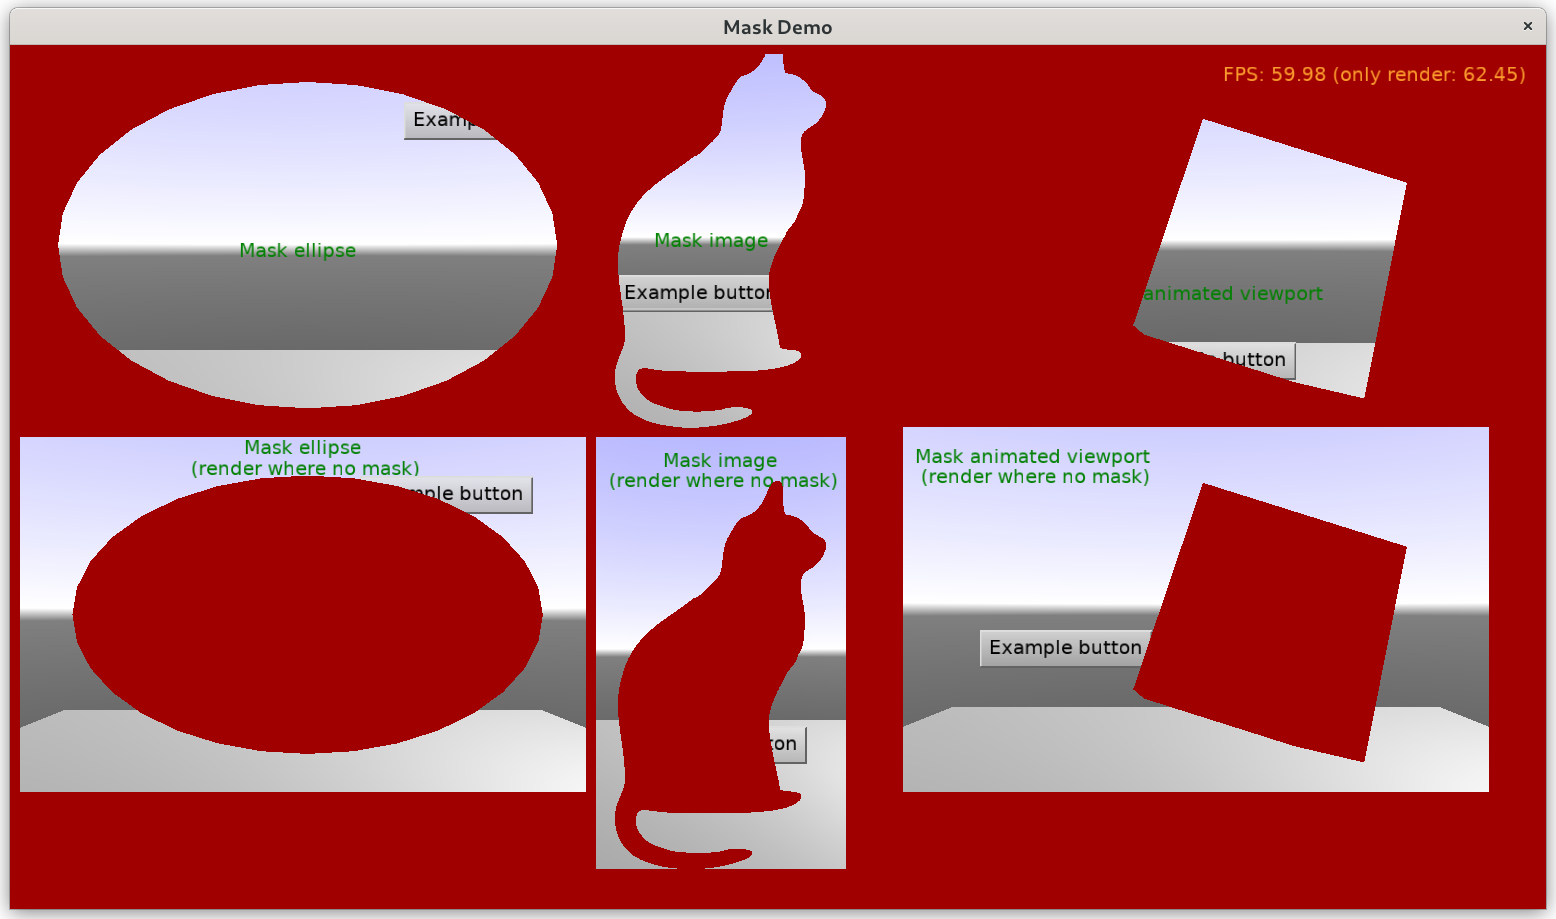 Mask Demo
×
FPS: 59.98 (only render: 62.45)
Examp
Mask ellipse
Mask image
Example button
animated viewport
button
Mask ellipse
(render where no mask)
mple button
Mask image
(render where no mask)
ton
Mask animated viewport
(render where no mask)
Example button